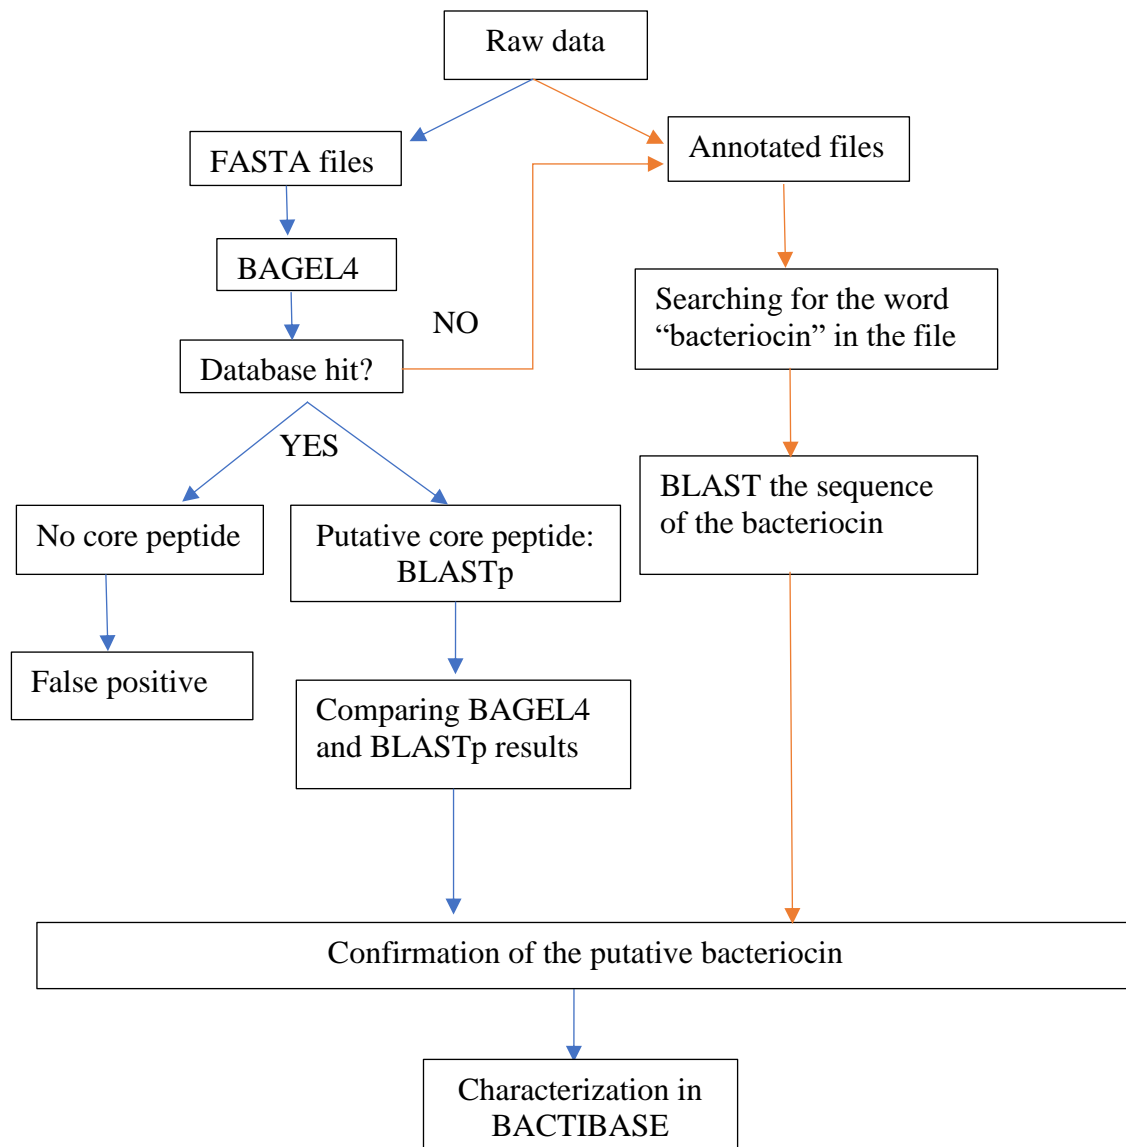 Raw data
FASTA files
Annotated files
BAGEL4
Searching for the word
“bacteriocin” in the file
NO
Database hit?
YES
BLAST the sequence
of the bacteriocin
No core peptide
Putative core peptide:
BLASTp
False positive
Comparing BAGEL4
and BLASTp results
Confirmation of the putative bacteriocin
Characterization in
BACTIBASE